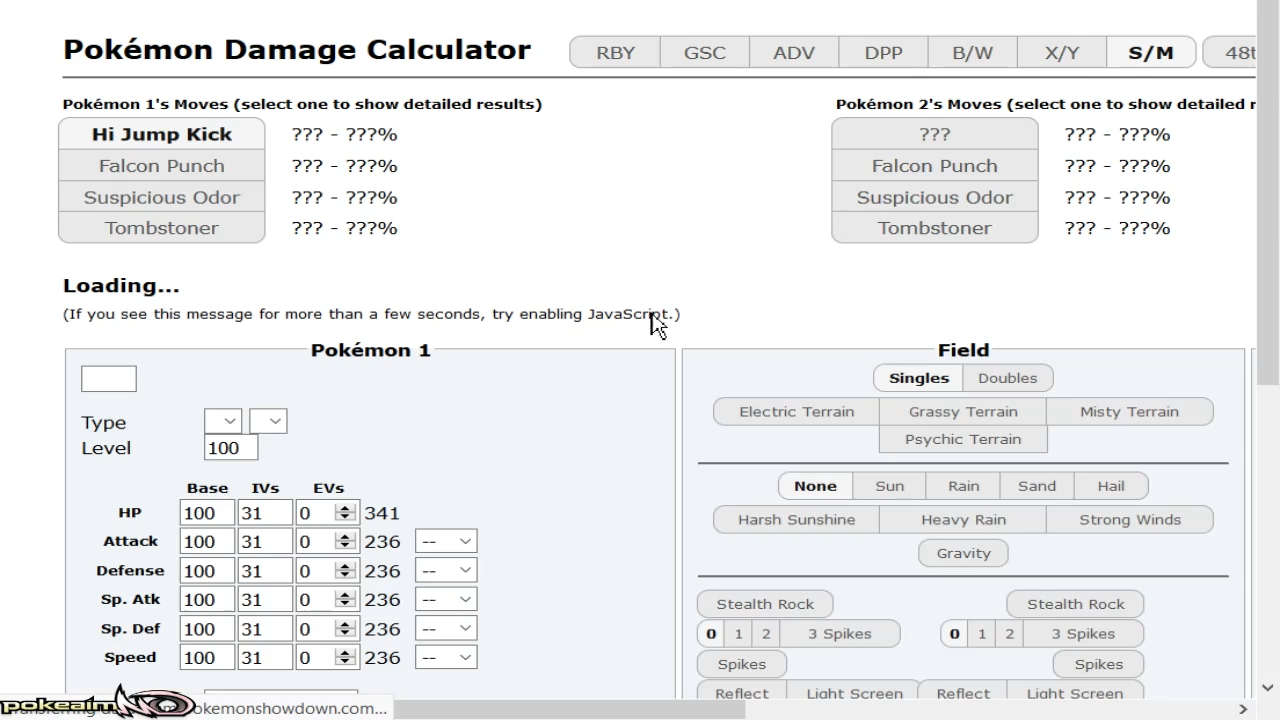 Pokémon Damage Calculator RBY GSC ADV DPP B/W X/Y S/M
Pokémon 1's Moves (select one to show detailed results) Pokémon 2's Moves (select one to show detailed r
Hi Jump Kick ??? - ???% ??? ??? - ???%
Falcon Punch ??? - ???% Falcon Punch ??? - ???%
Suspicious Odor ??? - ???% Suspicious Odor ??? - ???%
Tombstoner ??? - ???% Tombstoner ??? - ???%
Loading...
(If you see this message for more than a few seconds, try enabling JavaScript.)
Pokémon 1
Type
Level 100
Base IVs EVs
HP 100 31 0 341
Attack 100 31 0 236 --
Defense 100 31 0 236 --
Sp. Atk 100 31 0 236 --
Sp. Def 100 31 0 236 --
Speed 100 31 0 236 --
Field
Singles Doubles
Electric Terrain Grassy Terrain Misty Terrain
Psychic Terrain
None Sun Rain Sand Hail
Harsh Sunshine Heavy Rain Strong Winds
Gravity
Stealth Rock Stealth Rock
0 1 2 3 Spikes 0 1 2 3 Spikes
Spikes Spikes
Reflect Light Screen Reflect Light Screen
pokeaim
pokemonshowdown.com...